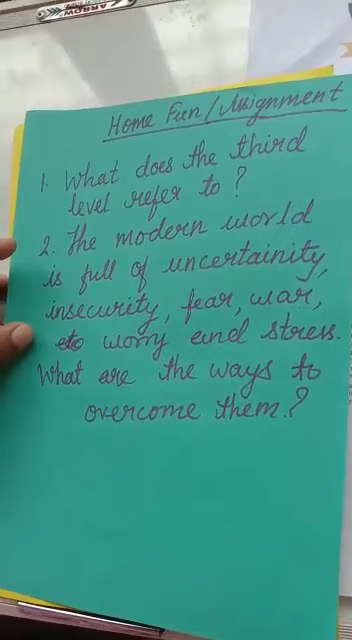 ARROW
Home Fun/Assignment
1. What does the third
level refer to?
2. The modern world
is full of uncertainity,
insecurity, fear, war,
worry and stress.
What are the ways to
overcome them.?